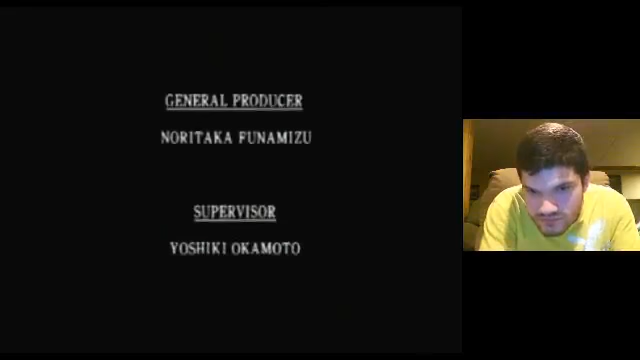 GENERAL PRODUCER
NORITAKA FUNAMIZU
SUPERVISOR
YOSHIKI OKAMOTO